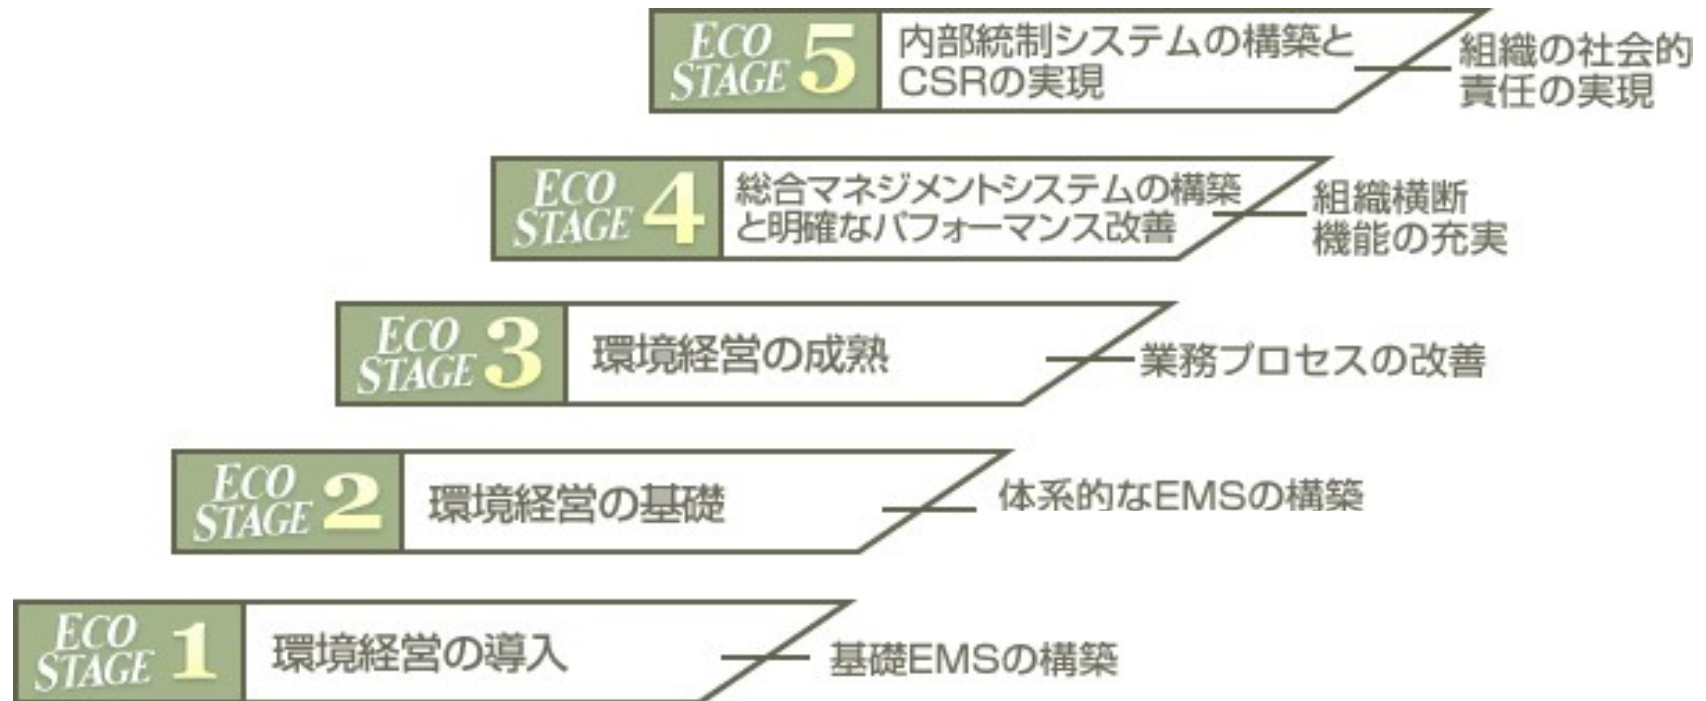 ECO
STAGE 5
内部統制システムの構築と
CSRの実現
組織の社会的
責任の実現
ECO
STAGE 4
総合マネジメントシステムの構築
と明確なパフォーマンス改善
組織横断
機能の充実
ECO
STAGE 3
環境経営の成熟
業務プロセスの改善
ECO
STAGE 2
環境経営の基礎
体系的なEMSの構築
ECO
STAGE 1
環境経営の導入
基礎EMSの構築